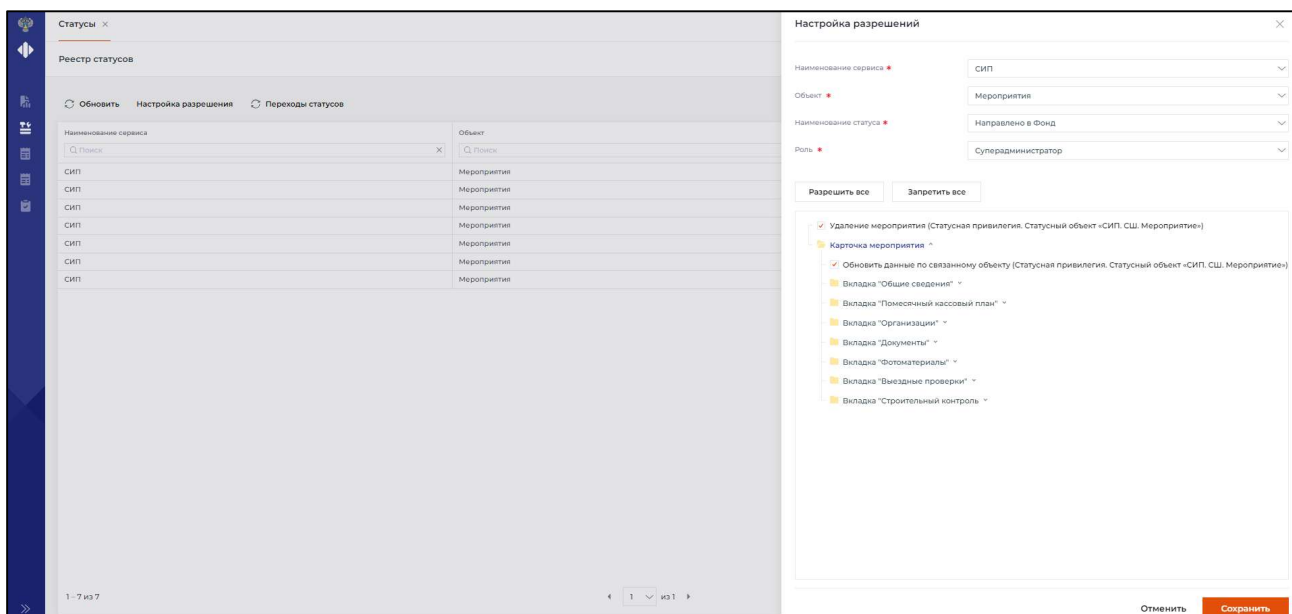 Статусы
Реестр статусов
Обновить Настройка разрешения Переходы статусов
Наименование сервиса Объект
Поиск Поиск
СИП Мероприятия
СИП Мероприятия
СИП Мероприятия
СИП Мероприятия
СИП Мероприятия
СИП Мероприятия
СИП Мероприятия
1–7 из 7 1 из 1
Настройка разрешений
Наименование сервиса * СИП
Объект * Мероприятия
Наименование статуса * Направлено в Фонд
Роль * Суперадминистратор
Разрешить все Запретить все
Удаление мероприятия (Статусная привилегия. Статусный объект «СИП. СШ. Мероприятие»)
Карточка мероприятия
Обновить данные по связанному объекту (Статусная привилегия. Статусный объект «СИП. СШ. Мероприятие»)
Вкладка "Общие сведения"
Вкладка "Помесячный кассовый план"
Вкладка "Организации"
Вкладка "Документы"
Вкладка "Фотоматериалы"
Вкладка "Выездные проверки"
Вкладка "Строительный контроль
Отменить Сохранить